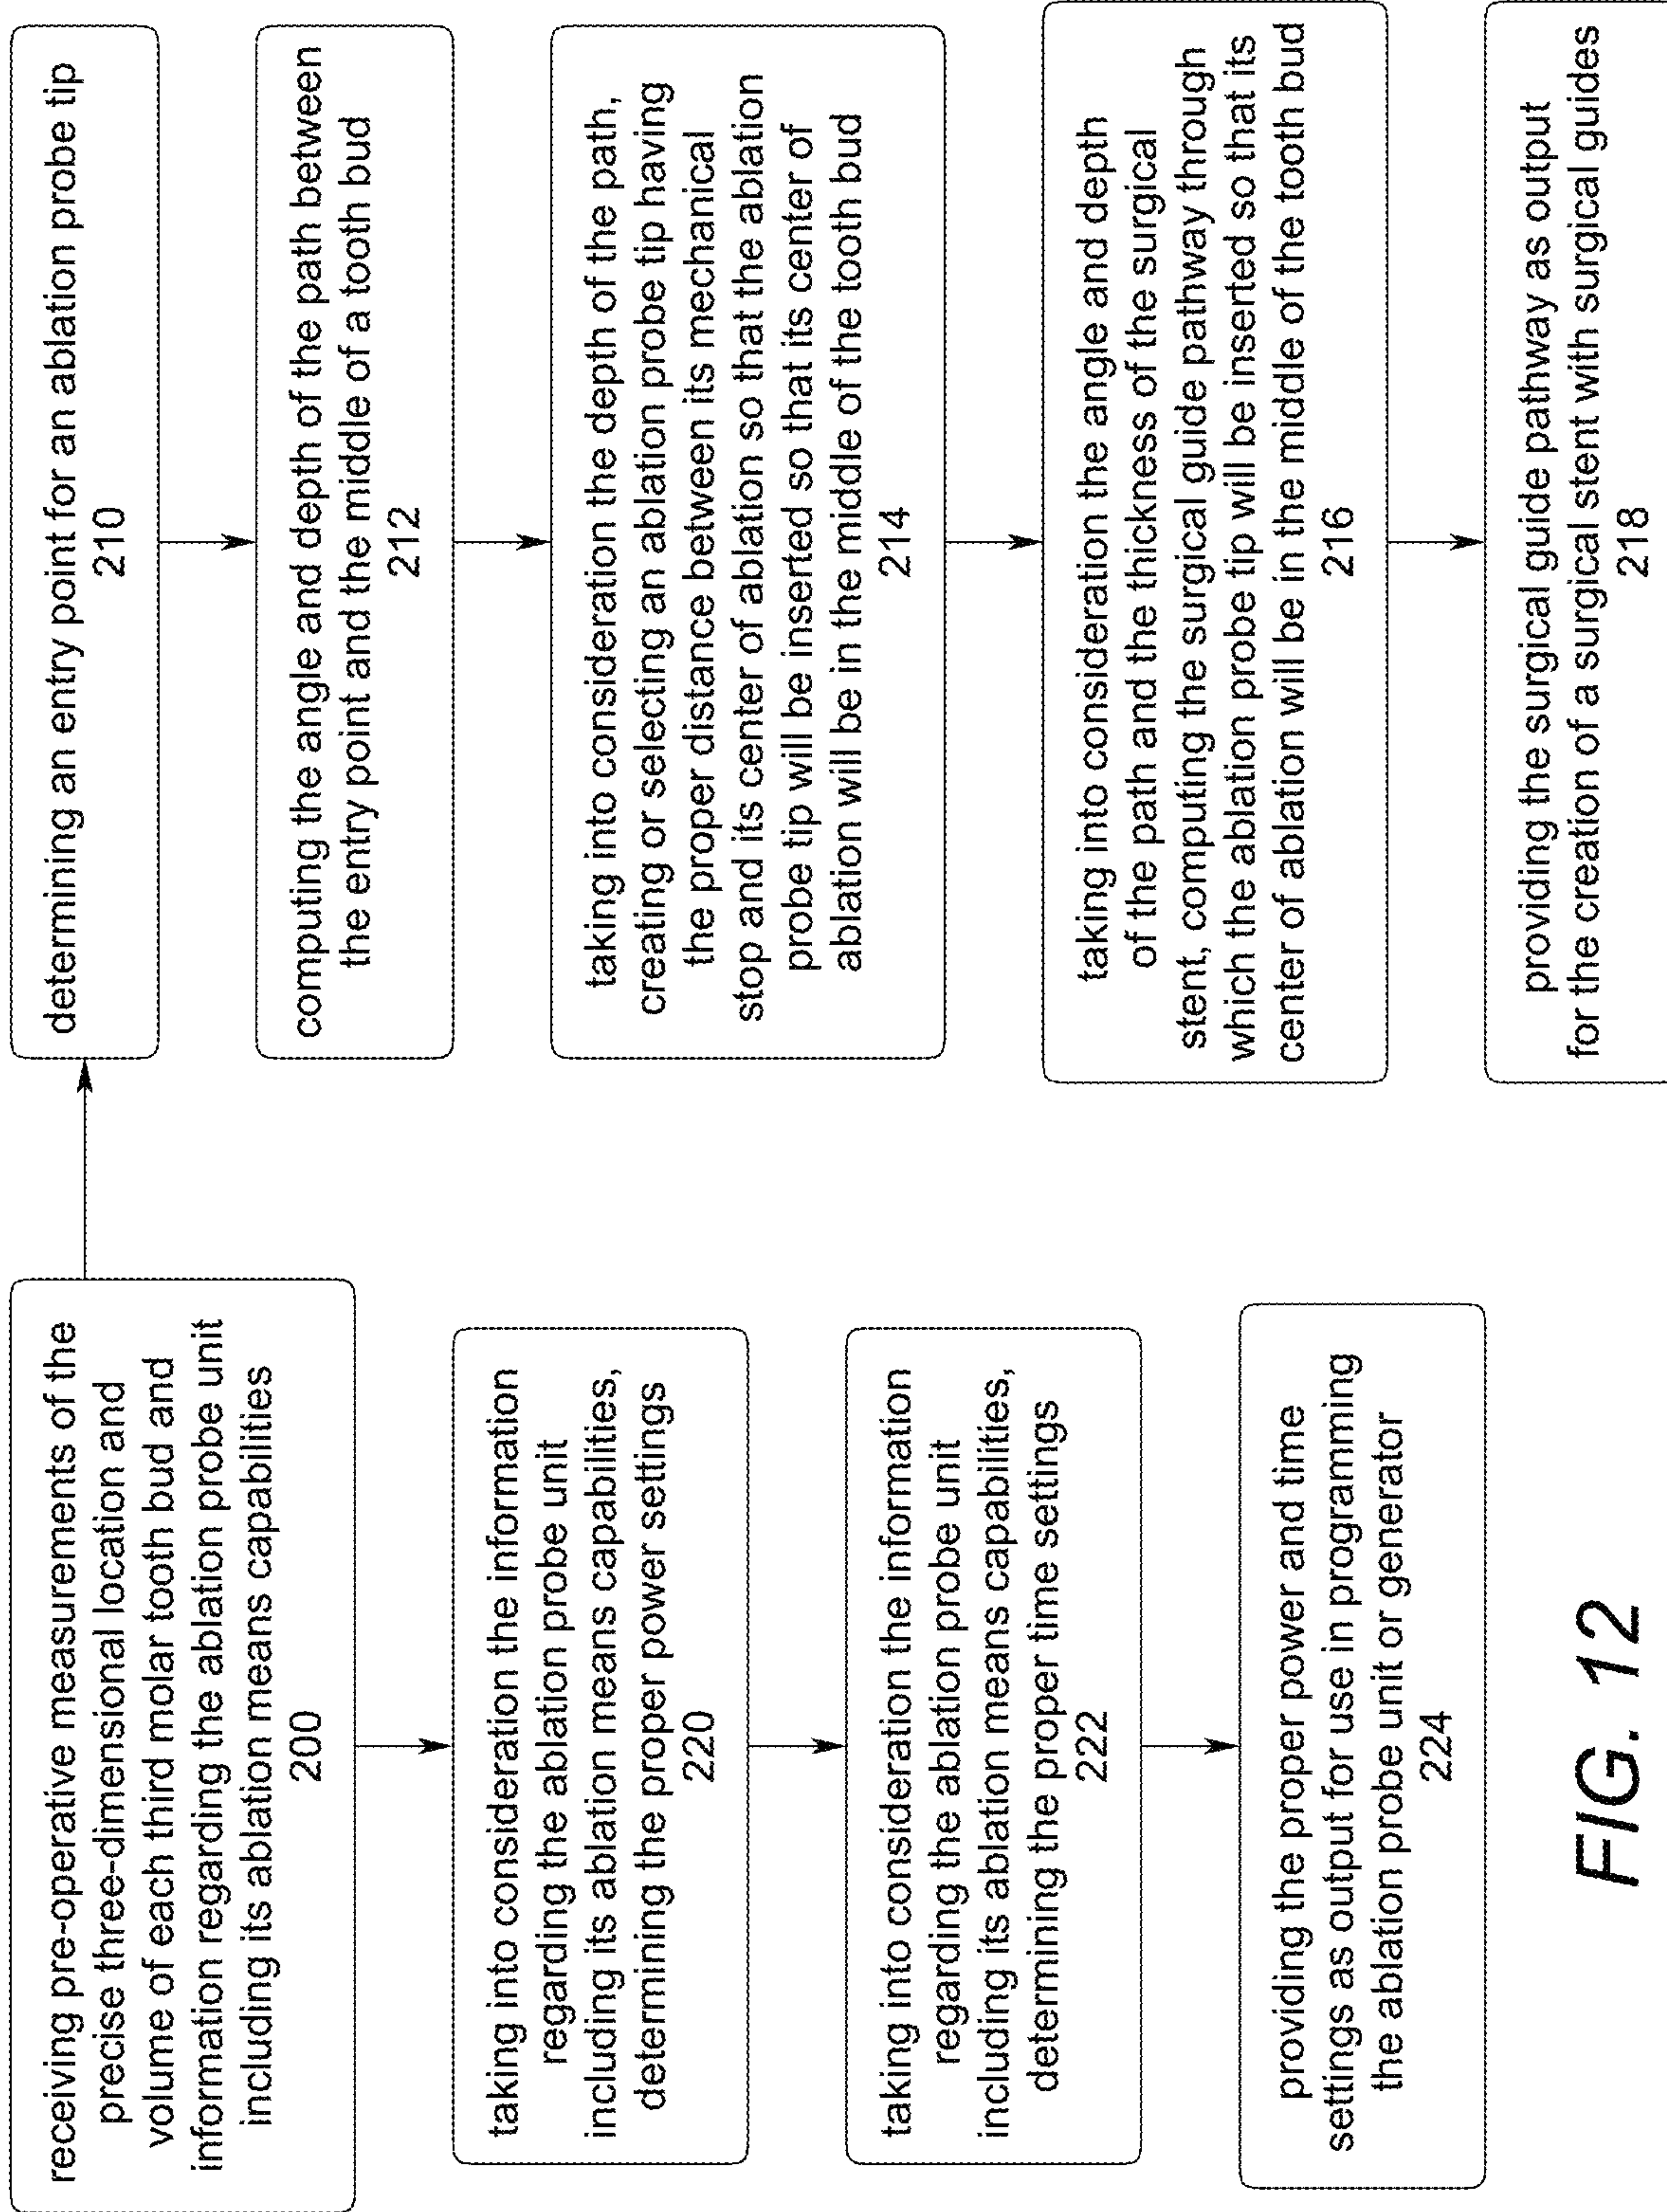 receiving pre-operative measurements of the
precise three-dimensional location and
volume of each third molar tooth bud and
information regarding the ablation probe unit
including its ablation means capabilities
200
taking into consideration the information
regarding the ablation probe unit
including its ablation means capabilities,
determining the proper power settings
220
taking into consideration the information
regarding the ablation probe unit
including its ablation means capabilities,
determining the proper time settings
222
providing the proper power and time
settings as output for use in programming
the ablation probe unit or generator
224
determining an entry point for an ablation probe tip
210
computing the angle and depth of the path between
the entry point and the middle of a tooth bud
212
taking into consideration the depth of the path,
creating or selecting an ablation probe tip having
the proper distance between its mechanical
stop and its center of ablation so that the ablation
probe tip will be inserted so that its center of
ablation will be in the middle of the tooth bud
214
taking into consideration the angle and depth
of the path and the thickness of the surgical
stent, computing the surgical guide pathway through
which the ablation probe tip will be inserted so that its
center of ablation will be in the middle of the tooth bud
216
providing the surgical guide pathway as output
for the creation of a surgical stent with surgical guides
218
FIG. 12